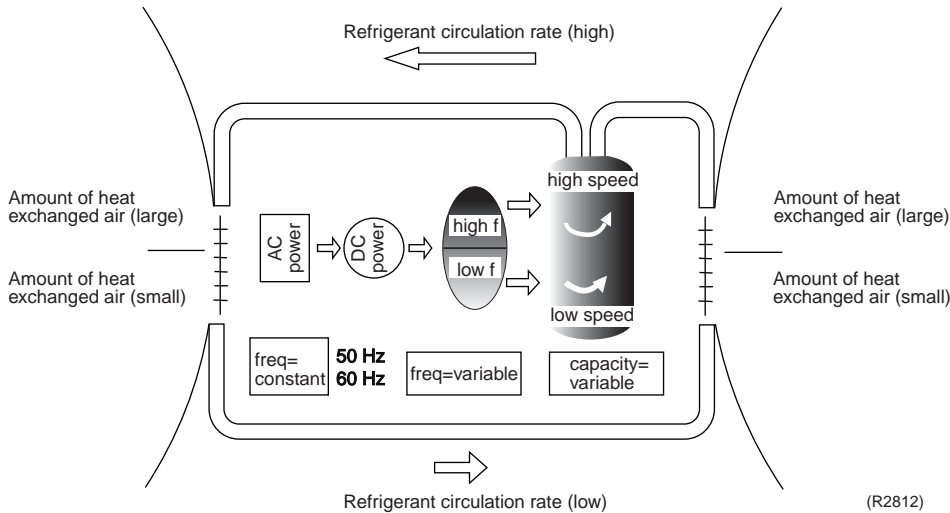 Refrigerant circulation rate (high)
Amount of heat
exchanged air (large)
Amount of heat
exchanged air (small)
AC
power
DC
power
high f
low f
high speed
low speed
Amount of heat
exchanged air (large)
Amount of heat
exchanged air (small)
freq=
constant
50 Hz
60 Hz
freq=variable
capacity=
variable
Refrigerant circulation rate (low)
(R2812)